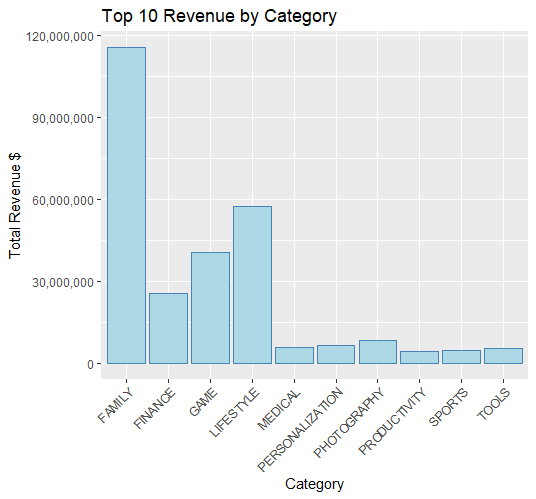 Top 10 Revenue by Category
Total Revenue $
120,000,000
90,000,000
60,000,000
30,000,000
0
FAMILY
FINANCE
GAME
LIFESTYLE
MEDICAL
PERSONALIZATION
PHOTOGRAPHY
PRODUCTIVITY
SPORTS
TOOLS
Category